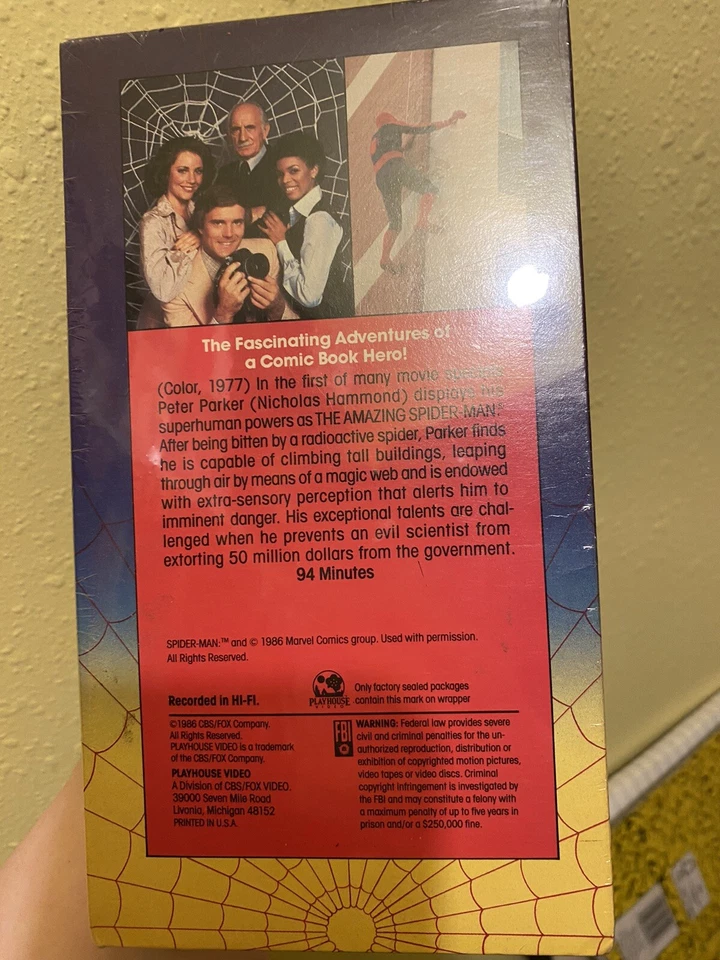 The Fascinating Adventures of
a Comic Book Hero!
(Color, 1977) In the first of many movie specials
Peter Parker (Nicholas Hammond) displays his
superhuman powers as THE AMAZING SPIDER-MAN.™
After being bitten by a radioactive spider, Parker finds
he is capable of climbing tall buildings, leaping
through air by means of a magic web and is endowed
with extra-sensory perception that alerts him to
imminent danger. His exceptional talents are chal-
lenged when he prevents an evil scientist from
extorting 50 million dollars from the government.
94 Minutes
SPIDER-MAN:™ and © 1986 Marvel Comics group. Used with permission.
All Rights Reserved.
Recorded in HI-FI.
PLAYHOUSE
VIDEO
Only factory sealed packages
contain this mark on wrapper
©1986 CBS/FOX Company.
All Rights Reserved.
PLAYHOUSE VIDEO is a trademark
of the CBS/FOX Company.
PLAYHOUSE VIDEO
A Division of CBS/FOX VIDEO.
39000 Seven Mile Road
Livonia, Michigan 48152
PRINTED IN U.S.A.
FBI
WARNING: Federal law provides severe
civil and criminal penalties for the un-
authorized reproduction, distribution or
exhibition of copyrighted motion pictures,
video tapes or video discs. Criminal
copyright infringement is investigated by
the FBI and may constitute a felony with
a maximum penalty of up to five years in
prison and/or a $250,000 fine.